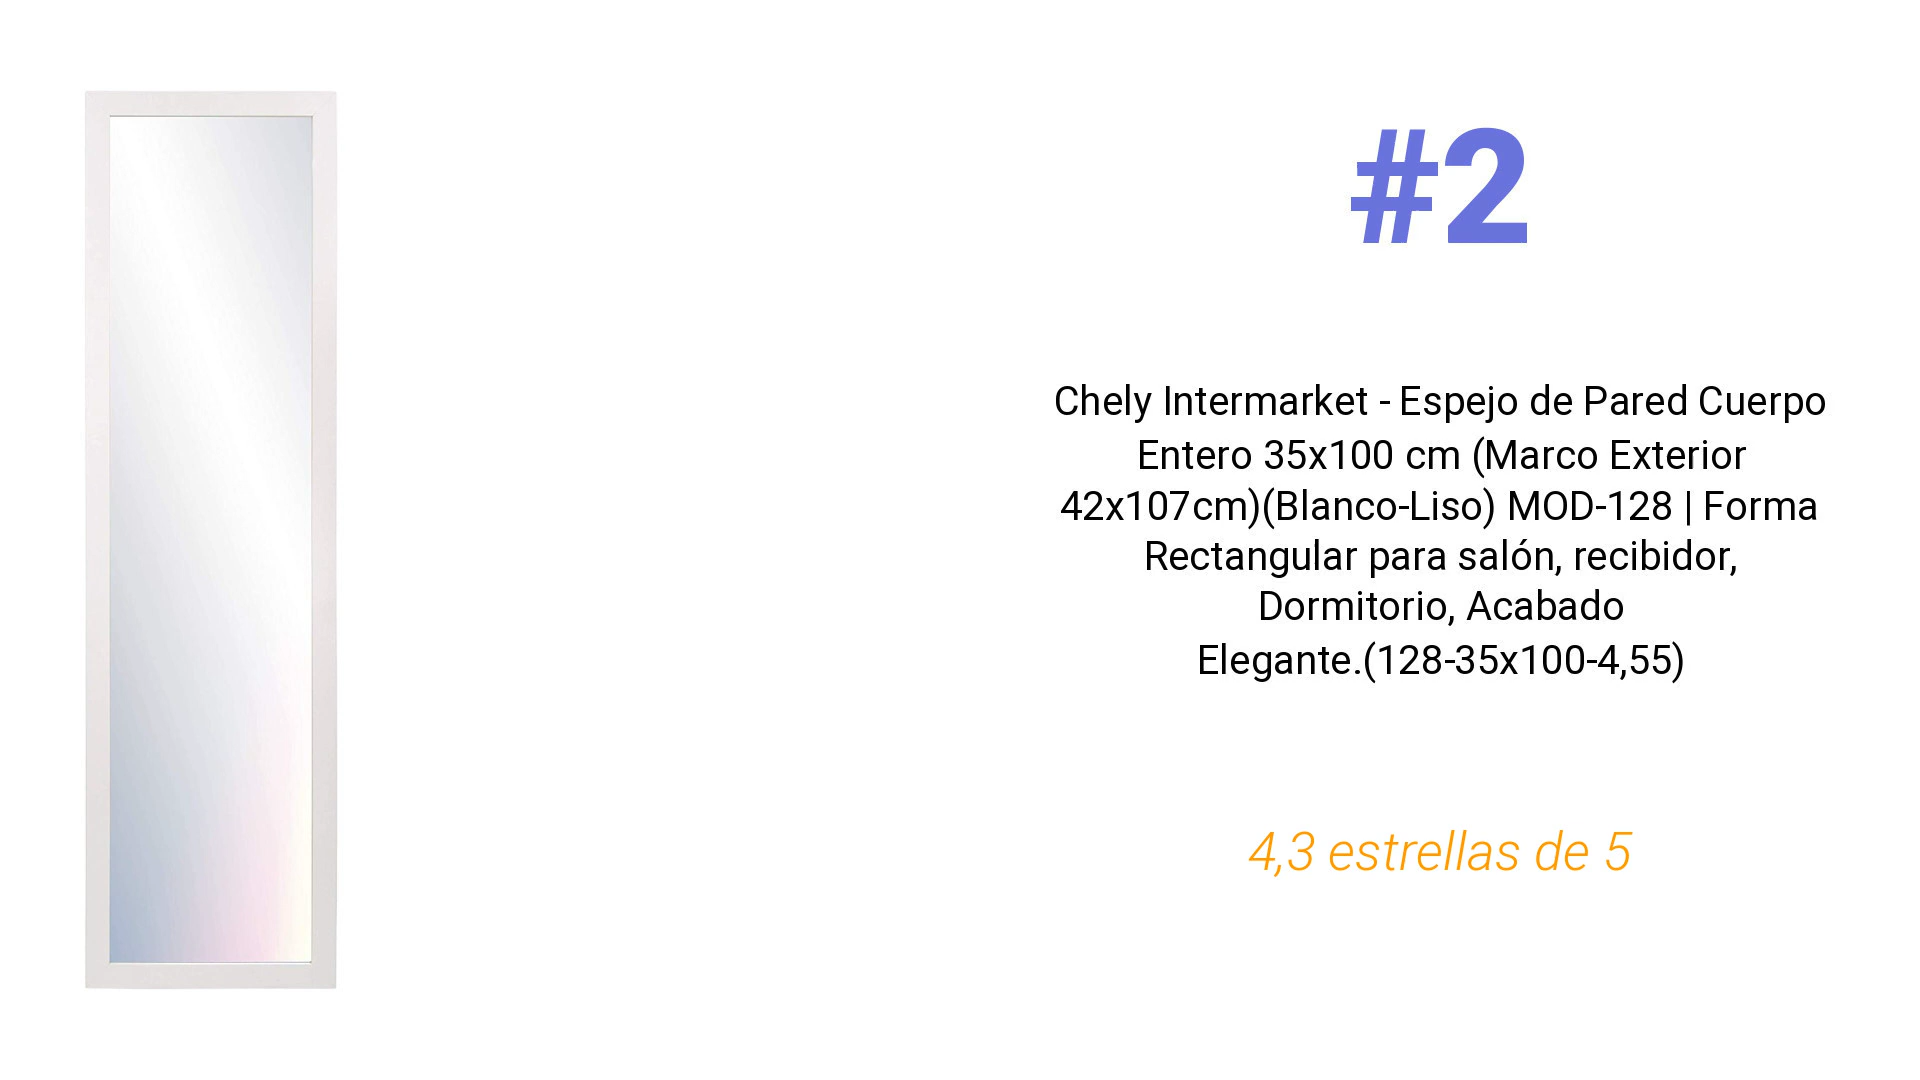 #2
Chely Intermarket - Espejo de Pared Cuerpo
Entero 35x100 cm (Marco Exterior
42x107cm)(Blanco-Liso) MOD-128 | Forma
Rectangular para salón, recibidor,
Dormitorio, Acabado
Elegante.(128-35x100-4,55)
4,3 estrellas de 5